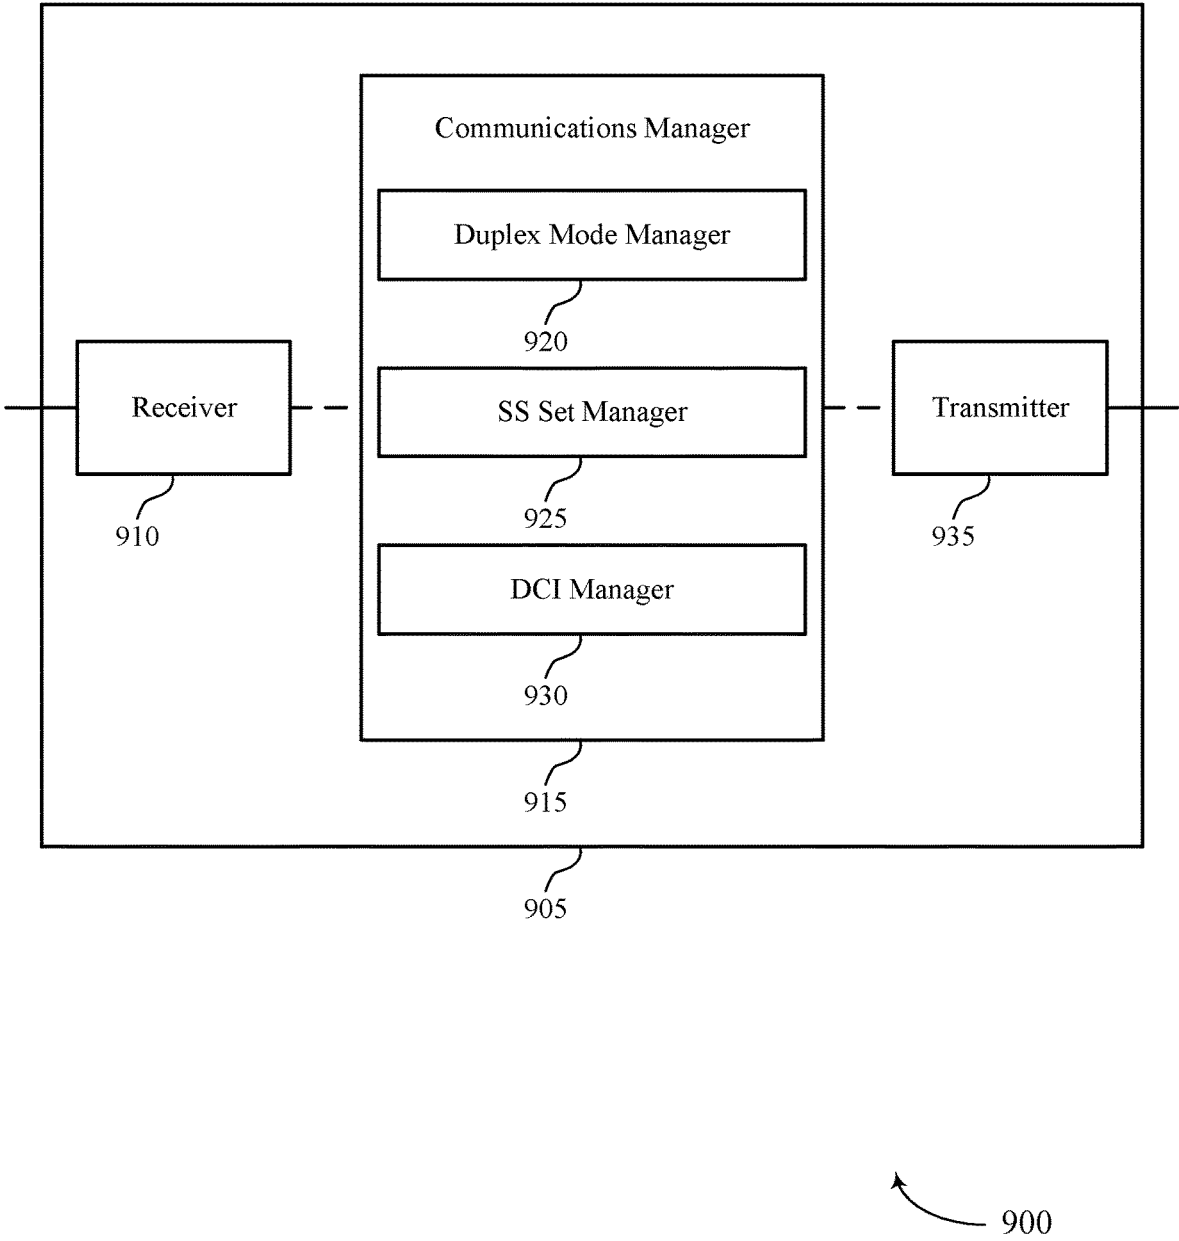 Communications Manager
Duplex Mode Manager
920
Receiver
SS Set Manager
Transmitter
910
925
935
DCI Manager
930
915
905
900